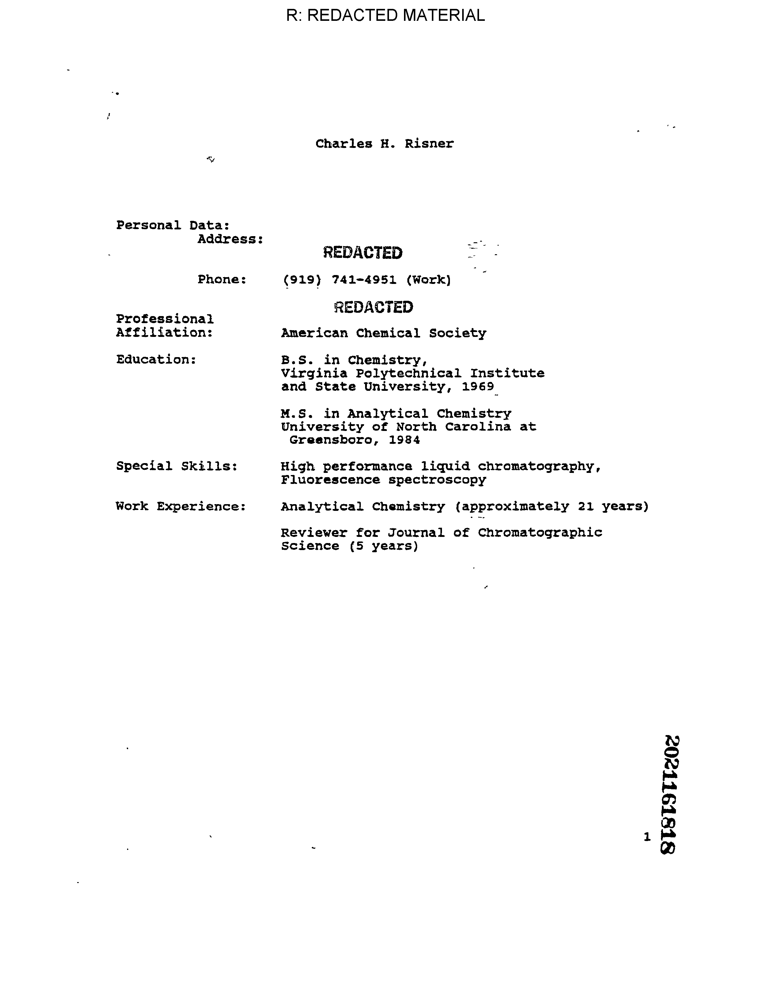 R: REDACTED MATERIAL
Charles H. Risner
Personal Data:
Address:
REDACTED
Phone: (919) 741-4951 (Work)
REDACTED
Professional
Affiliation: American Chemical Society
Education: B.S. in Chemistry,
Virginia Polytechnical Institute
and State University, 1969
M.S. in Analytical Chemistry
University of North Carolina at
Greensboro, 1984
Special Skills: High performance liquid chromatography,
Fluorescence spectroscopy
Work Experience: Analytical Chemistry (approximately 21 years)
Reviewer for Journal of Chromatographic
Science (5 years)
2021161818
1